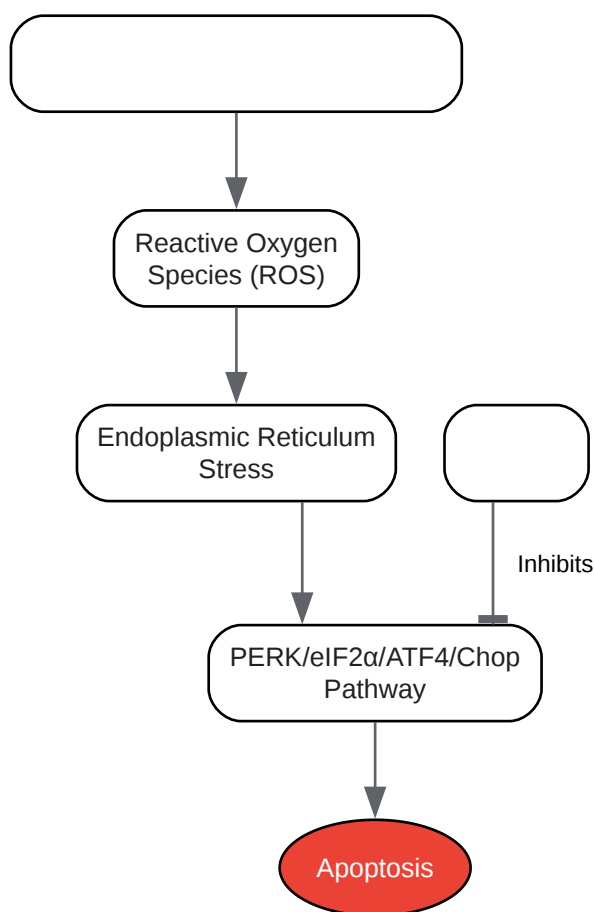 Reactive Oxygen
Species (ROS)
Endoplasmic Reticulum
Stress
Inhibits
PERK/eIF2α/ATF4/Chop
Pathway
Apoptosis